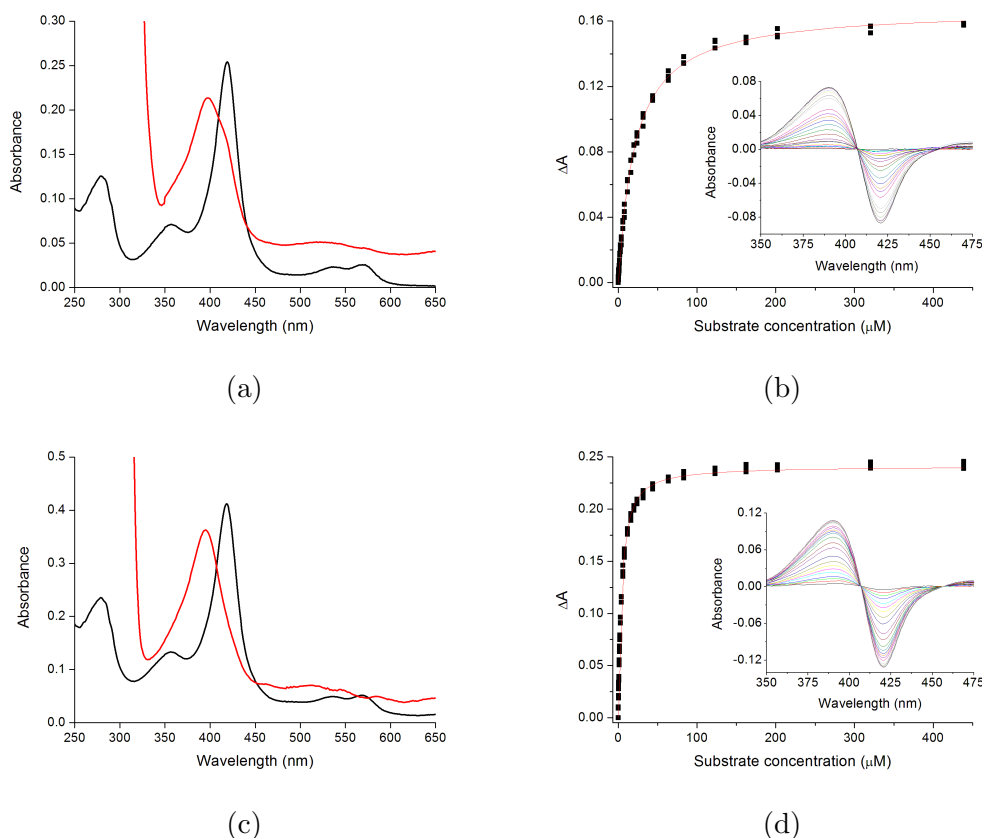 0.30
0.25
0.20
0.15
0.10
0.05
0.00
Absorbance
250 300 350 400 450 500 550 600 650
Wavelength (nm)
(a)
0.16
0.12
0.08
0.04
0.00
ΔA
0 100 200 300 400
Substrate concentration (μM)
0.08
0.04
0.00
-0.04
-0.08
Absorbance
350 400 450 475
Wavelength (nm)
(b)
0.5
0.4
0.3
0.2
0.1
0.0
Absorbance
250 300 350 400 450 500 550 600 650
Wavelength (nm)
(c)
0.25
0.20
0.15
0.10
0.05
0.00
ΔA
0 100 200 300 400
Substrate concentration (μM)
0.12
0.06
0.00
-0.06
-0.12
Absorbance
350 400 450 475
Wavelength (nm)
(d)